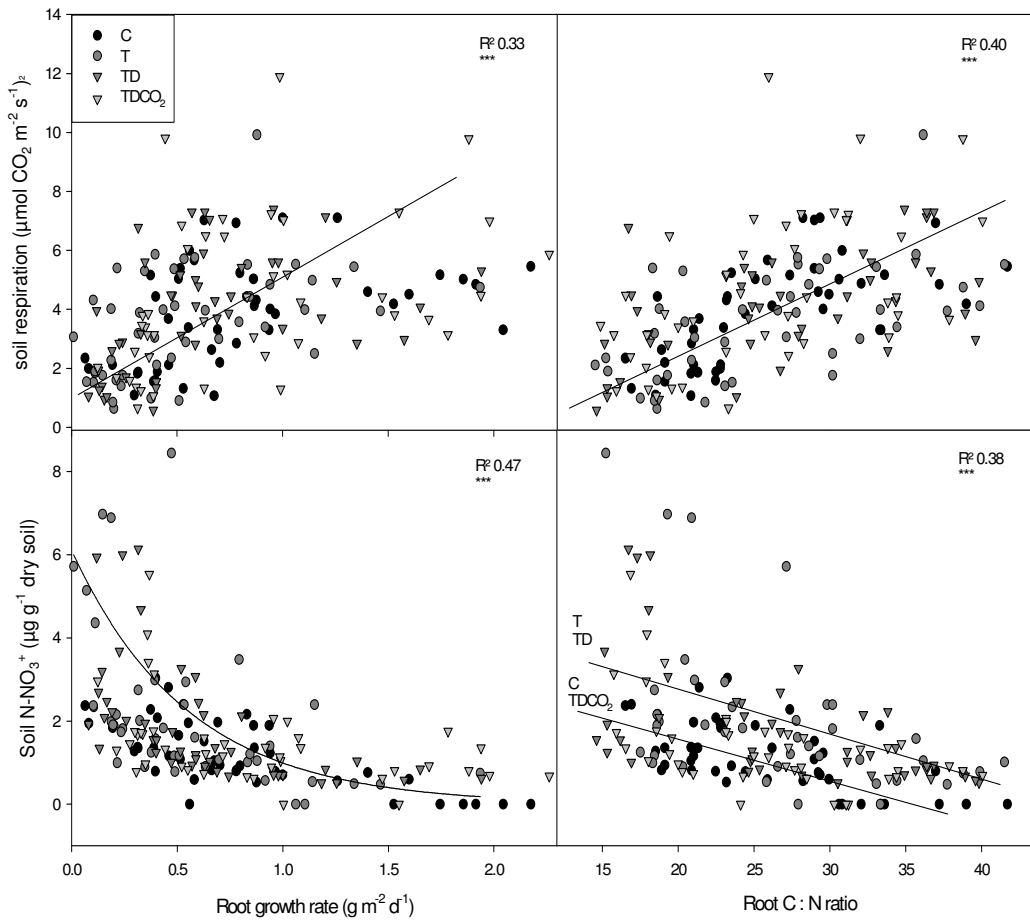 14
12
10
8
6
4
2
0
soil respiration (µmol CO₂ m⁻² s⁻¹)₂
C
T
TD
TDCO₂
R² 0.33
***
R² 0.40
***
8
6
4
2
0
Soil N-NO₃⁺ (µg g⁻¹ dry soil)
R² 0.47
***
R² 0.38
***
T
TD
C
TDCO₂
0.0 0.5 1.0 1.5 2.0
15 20 25 30 35 40
Root growth rate (g m⁻² d⁻¹)
Root C : N ratio